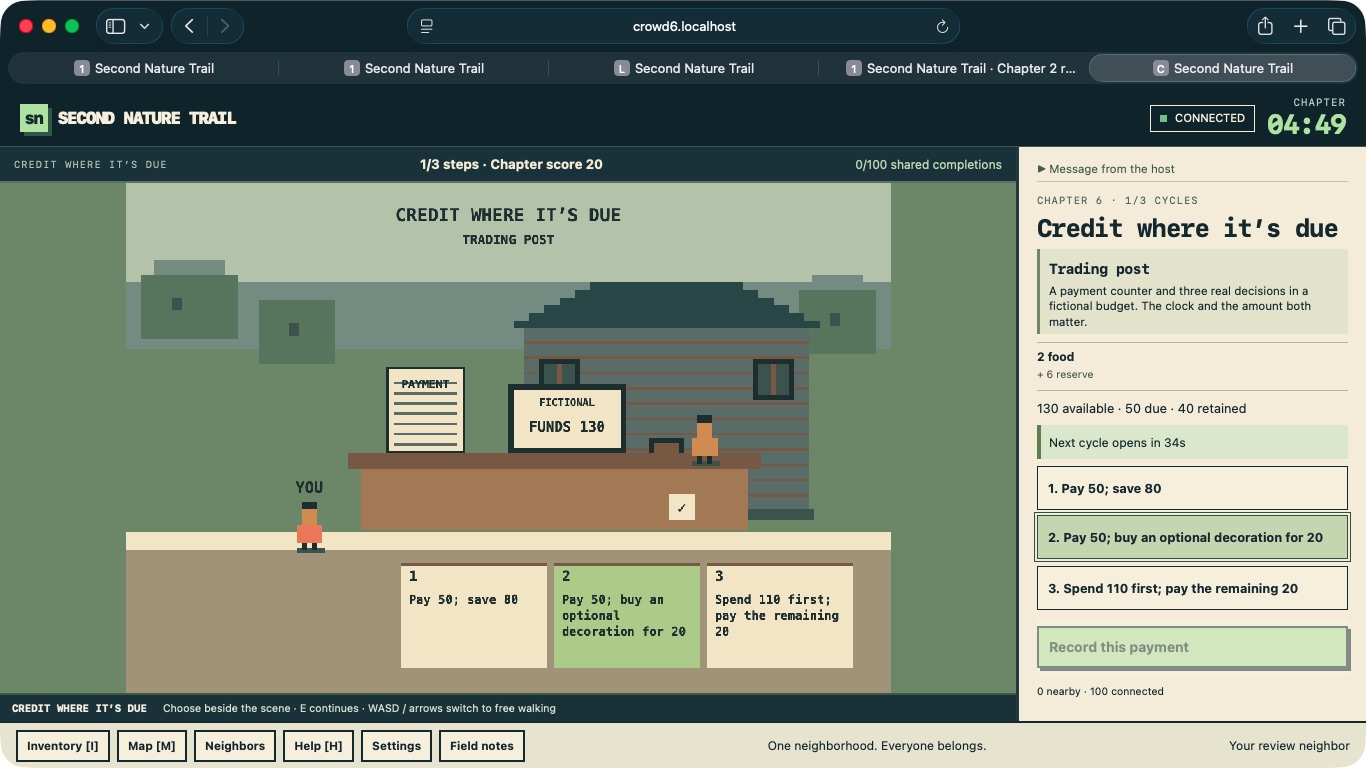 crowd6.localhost
1 Second Nature Trail
1 Second Nature Trail
L Second Nature Trail
1 Second Nature Trail · Chapter 2 r...
C Second Nature Trail
sn SECOND NATURE TRAIL
CONNECTED
CHAPTER
04:49
CREDIT WHERE IT’S DUE
1/3 steps · Chapter score 20
0/100 shared completions
CREDIT WHERE IT’S DUE
TRADING POST
PAYMENT
FICTIONAL
FUNDS 130
YOU
✓
1
Pay 50; save 80
2
Pay 50; buy an
optional
decoration for 20
3
Spend 110 first;
pay the remaining
20
CREDIT WHERE IT’S DUE Choose beside the scene · E continues · WASD / arrows switch to free walking
▶ Message from the host
CHAPTER 6 · 1/3 CYCLES
Credit where it’s due
Trading post
A payment counter and three real decisions in a
fictional budget. The clock and the amount both
matter.
2 food
+ 6 reserve
130 available · 50 due · 40 retained
Next cycle opens in 34s
1. Pay 50; save 80
2. Pay 50; buy an optional decoration for 20
3. Spend 110 first; pay the remaining 20
Record this payment
0 nearby · 100 connected
Inventory [I]
Map [M]
Neighbors
Help [H]
Settings
Field notes
One neighborhood. Everyone belongs.
Your review neighbor